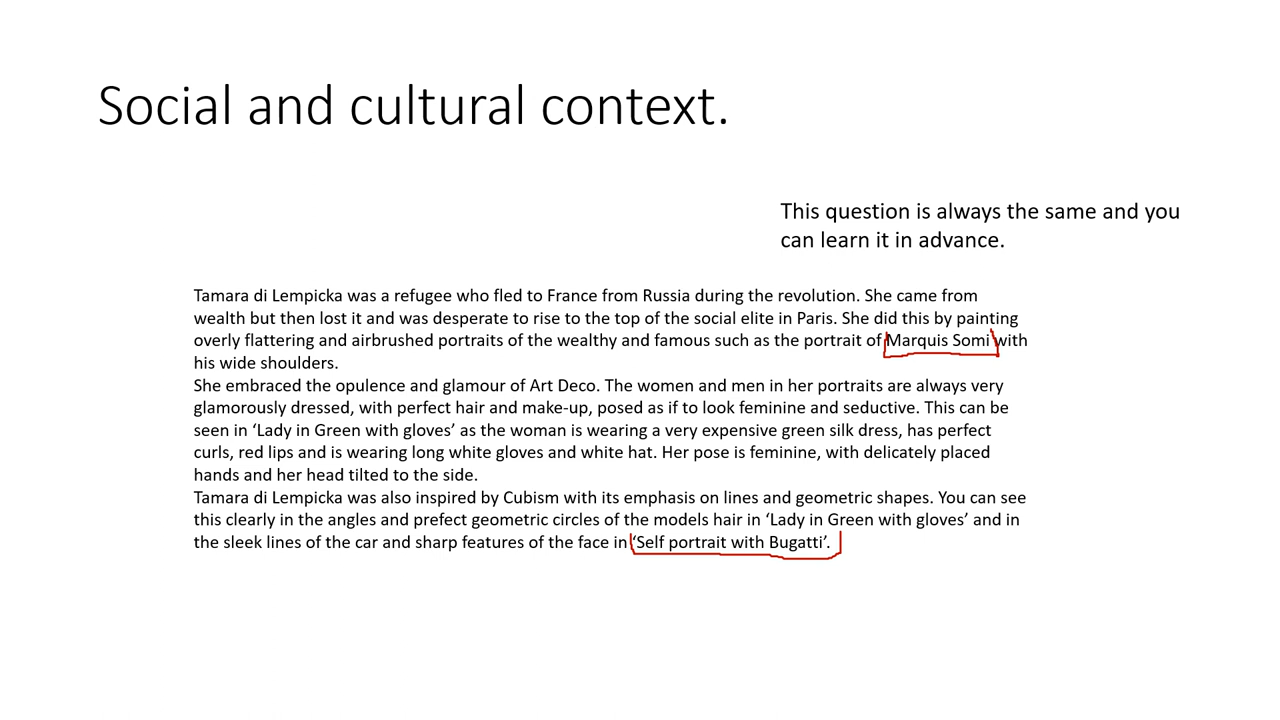 Social and cultural context.
This question is always the same and you
can learn it in advance.
Tamara di Lempicka was a refugee who fled to France from Russia during the revolution. She came from
wealth but then lost it and was desperate to rise to the top of the social elite in Paris. She did this by painting
overly flattering and airbrushed portraits of the wealthy and famous such as the portrait of Marquis Somi with
his wide shoulders.
She embraced the opulence and glamour of Art Deco. The women and men in her portraits are always very
glamorously dressed, with perfect hair and make-up, posed as if to look feminine and seductive. This can be
seen in ‘Lady in Green with gloves’ as the woman is wearing a very expensive green silk dress, has perfect
curls, red lips and is wearing long white gloves and white hat. Her pose is feminine, with delicately placed
hands and her head tilted to the side.
Tamara di Lempicka was also inspired by Cubism with its emphasis on lines and geometric shapes. You can see
this clearly in the angles and prefect geometric circles of the models hair in ‘Lady in Green with gloves’ and in
the sleek lines of the car and sharp features of the face in ‘Self portrait with Bugatti’.